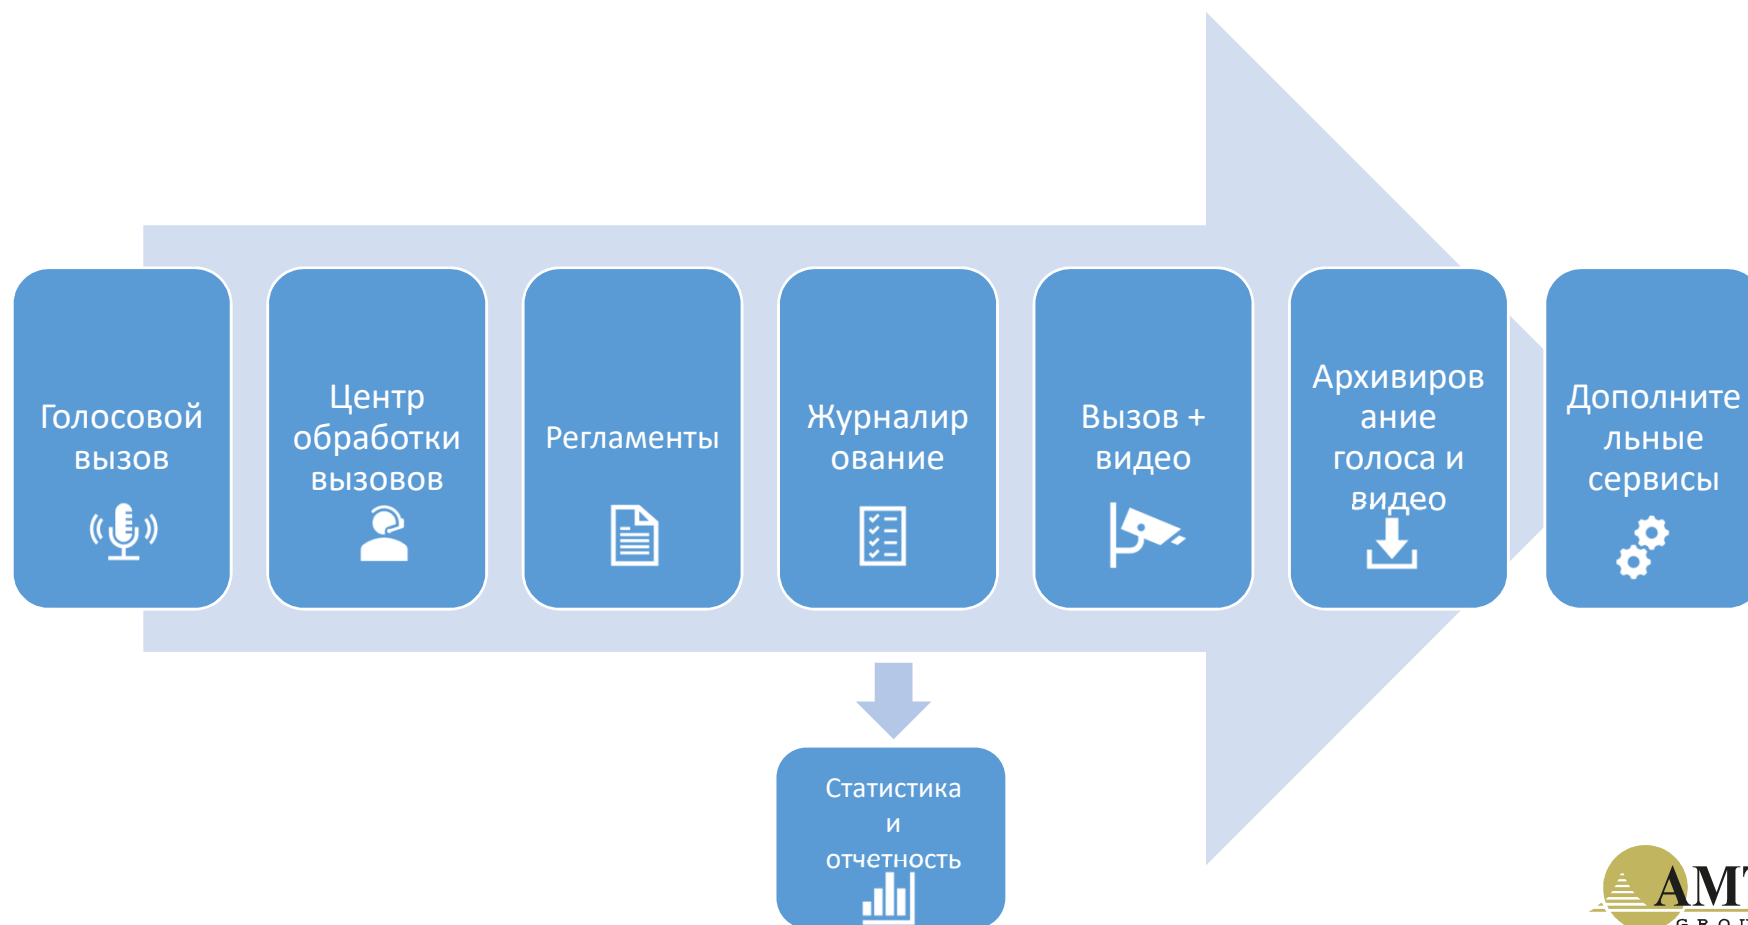 Голосовой
вызов
Центр
обработки
вызовов
Регламенты
Журналир
ование
Вызов +
видео
Архивиров
ание
голоса и
видео
Дополните
льные
сервисы
Статистика
и
отчетность